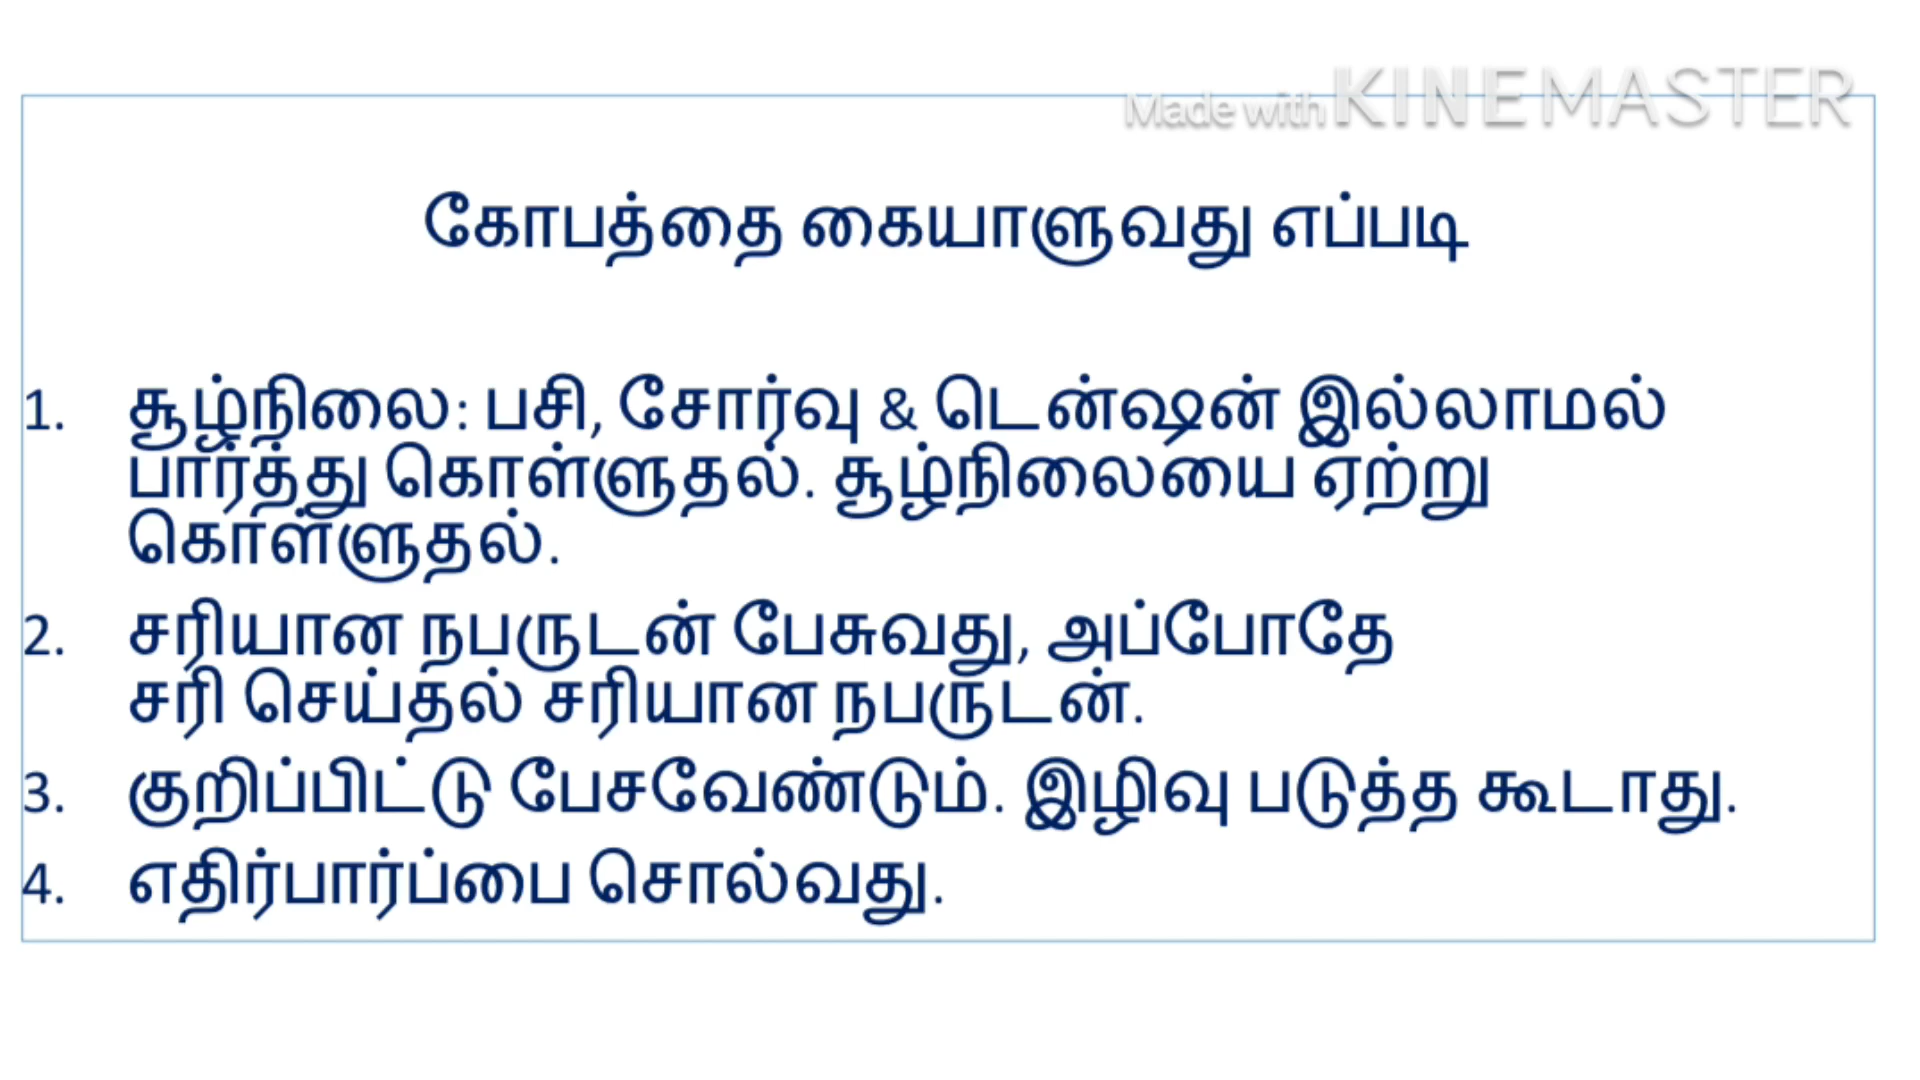 Made with KINEMASTER
கோபத்தை கையாளுவது எப்படி
1. சூழ்நிலை: பசி, சோர்வு & டென்ஷன் இல்லாமல்
பார்த்து கொள்ளுதல். சூழ்நிலையை ஏற்று
கொள்ளுதல்.
2. சரியான நபருடன் பேசுவது, அப்போதே
சரி செய்தல் சரியான நபருடன்.
3. குறிப்பிட்டு பேசவேண்டும். இழிவு படுத்த கூடாது.
4. எதிர்பார்ப்பை சொல்வது.